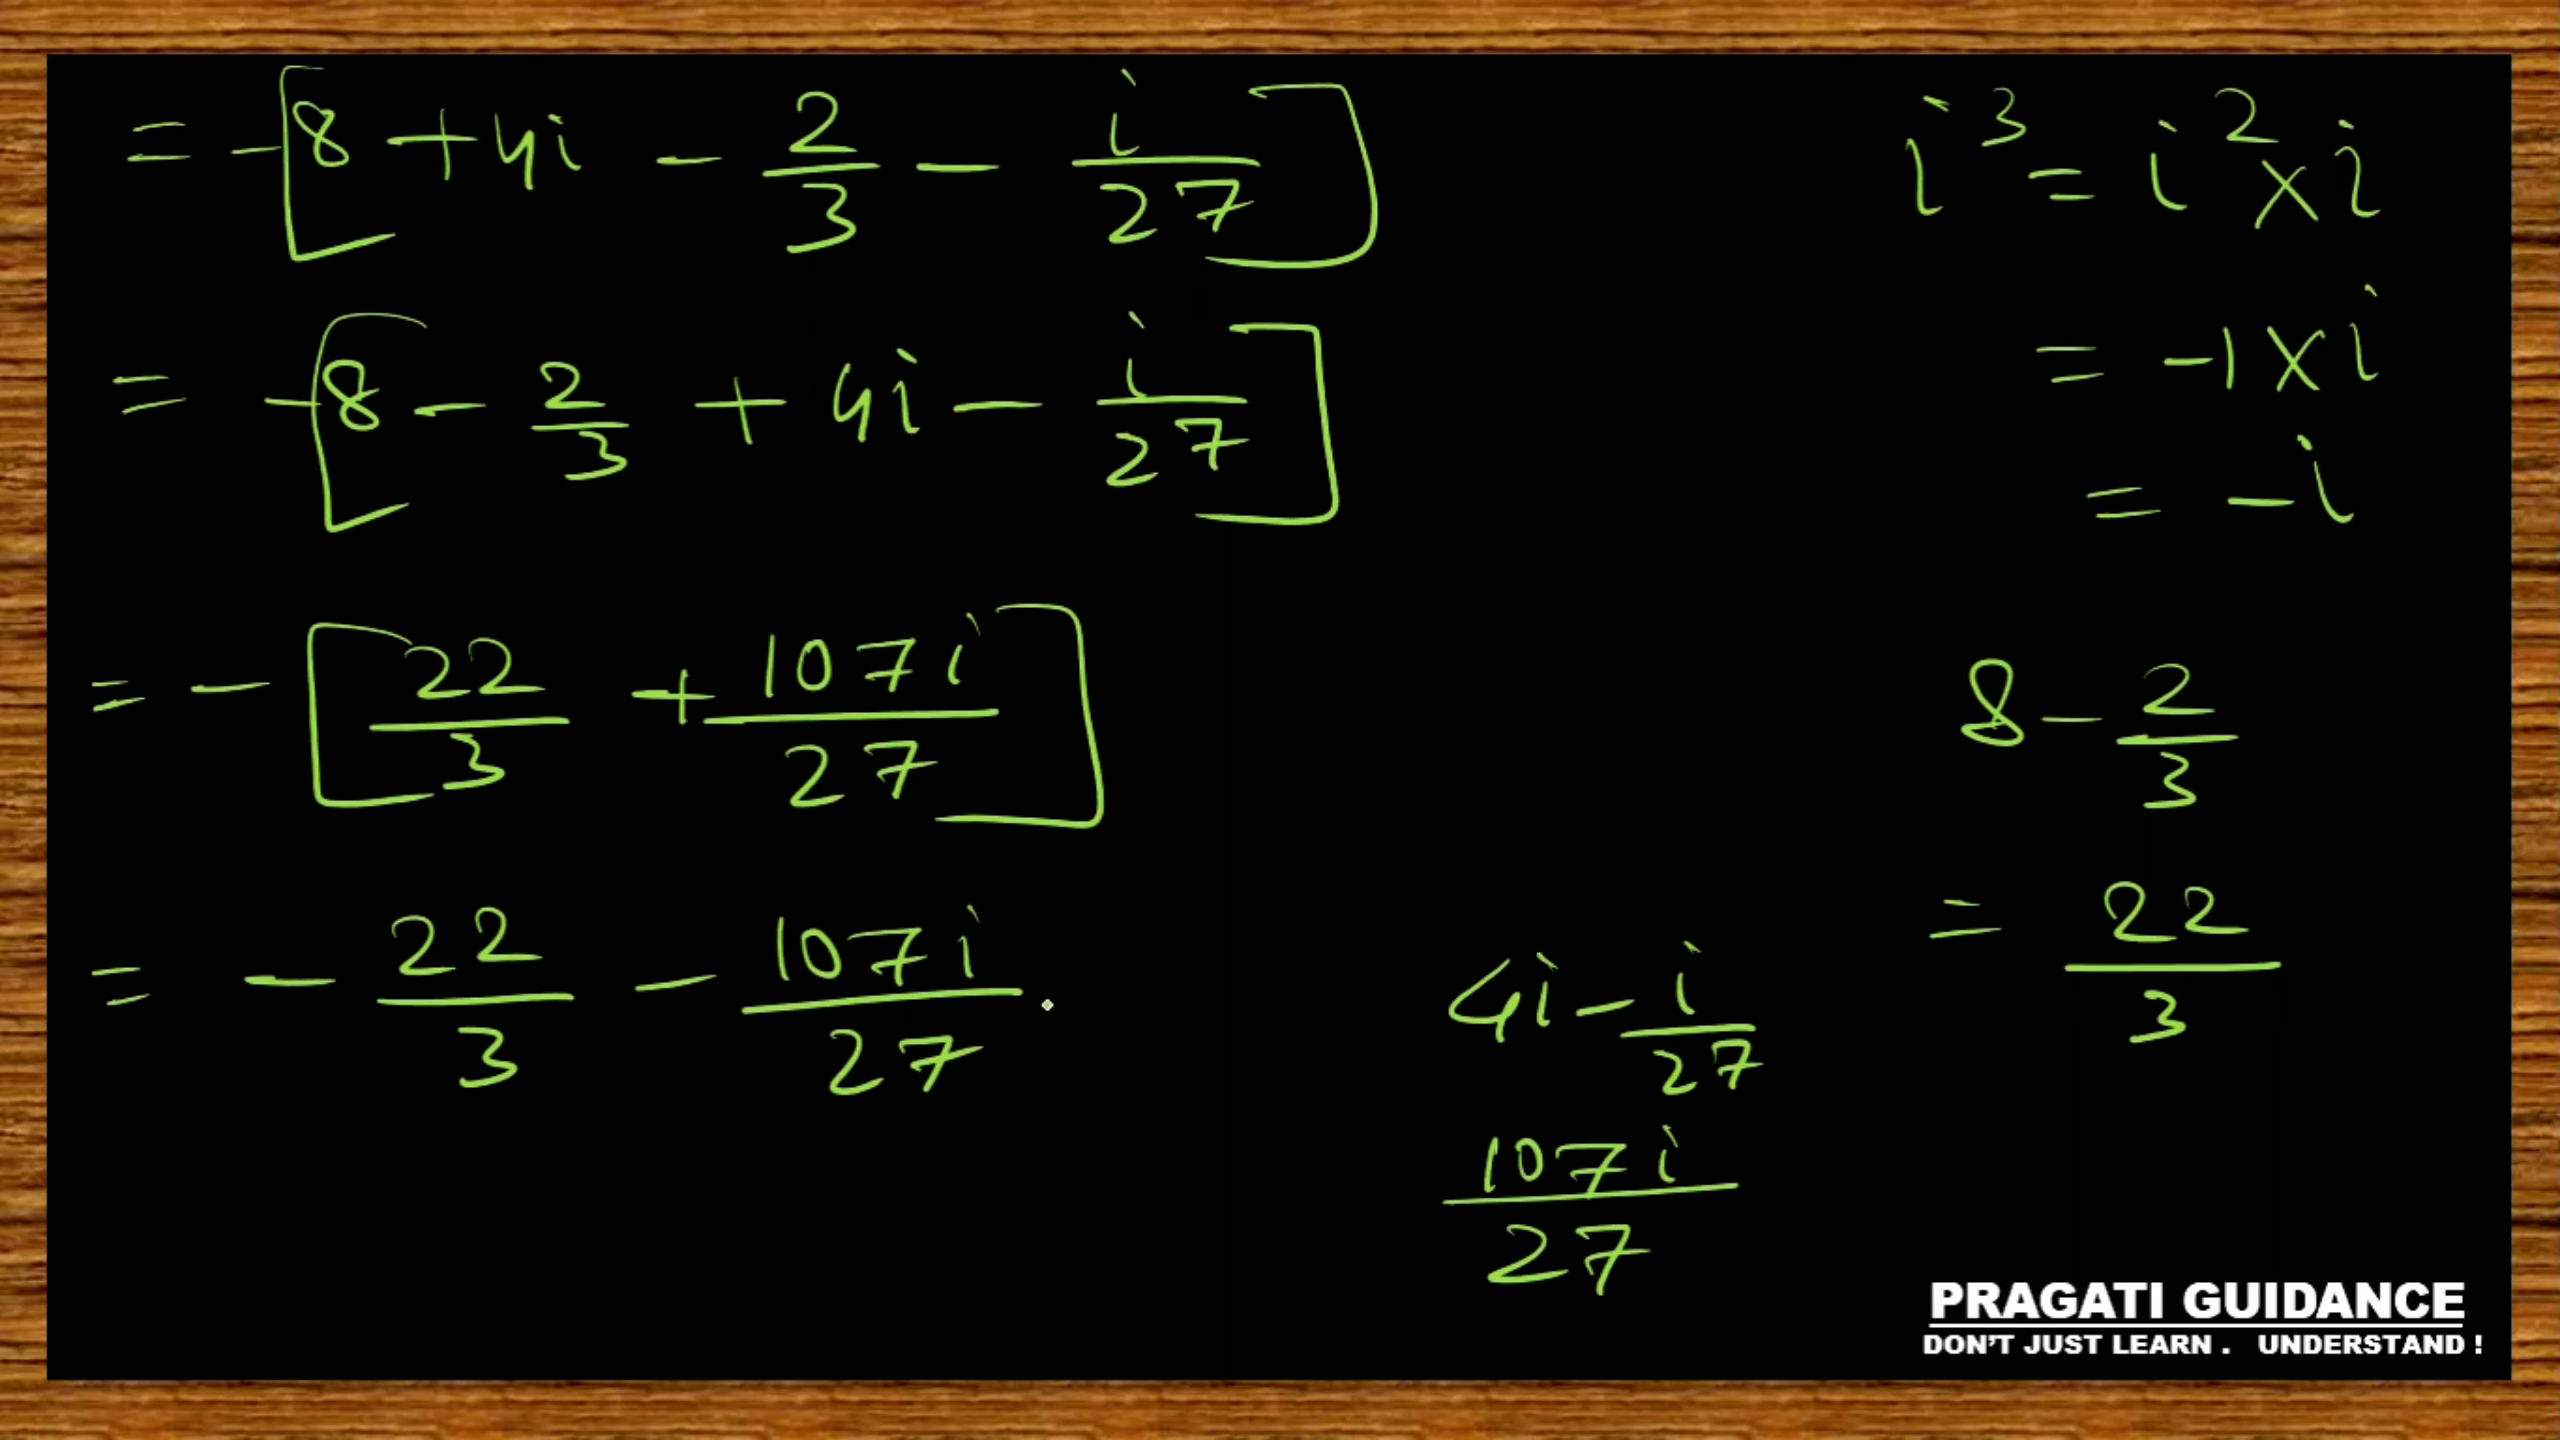 = -[8 + 4i - 2/3 - i/27]
= -[8 - 2/3 + 4i - i/27]
= - [22/3 + 107i/27]
= - 22/3 - 107i/27
i³ = i² × i
= -1 × i
= -i
8 - 2/3
= 22/3
4i - i/27
107i/27
PRAGATI GUIDANCE
DON'T JUST LEARN . UNDERSTAND !